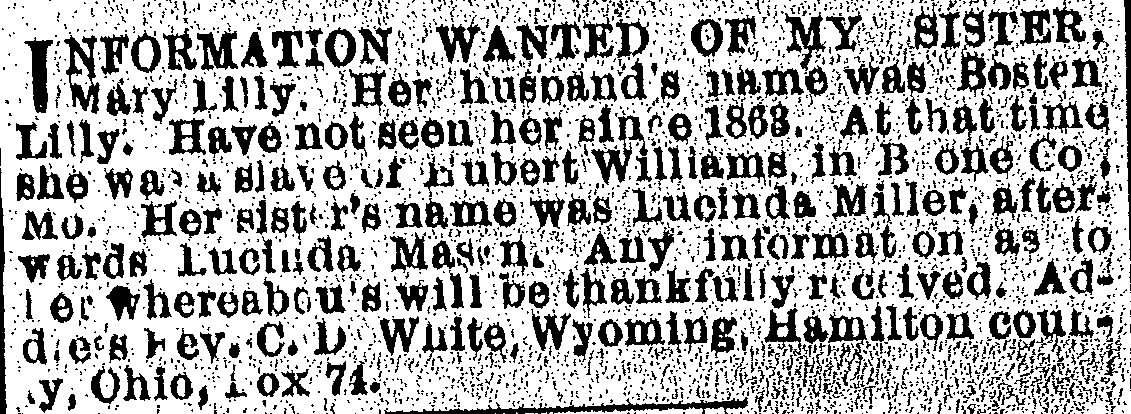 INFORMATION WANTED OF MY SISTER,
Mary Lilly. Her husband's name was Bosten
Lilly. Have not seen her since 1863. At that time
she was a slave of Hubert Williams, in Boone Co.,
Mo. Her sister's name was Lucinda Miller, after-
wards Lucinda Mason. Any information as to
her whereabouts will be thankfully received. Ad-
dress Rev. C. D. White, Wyoming, Hamilton coun-
ty, Ohio, Box 74.